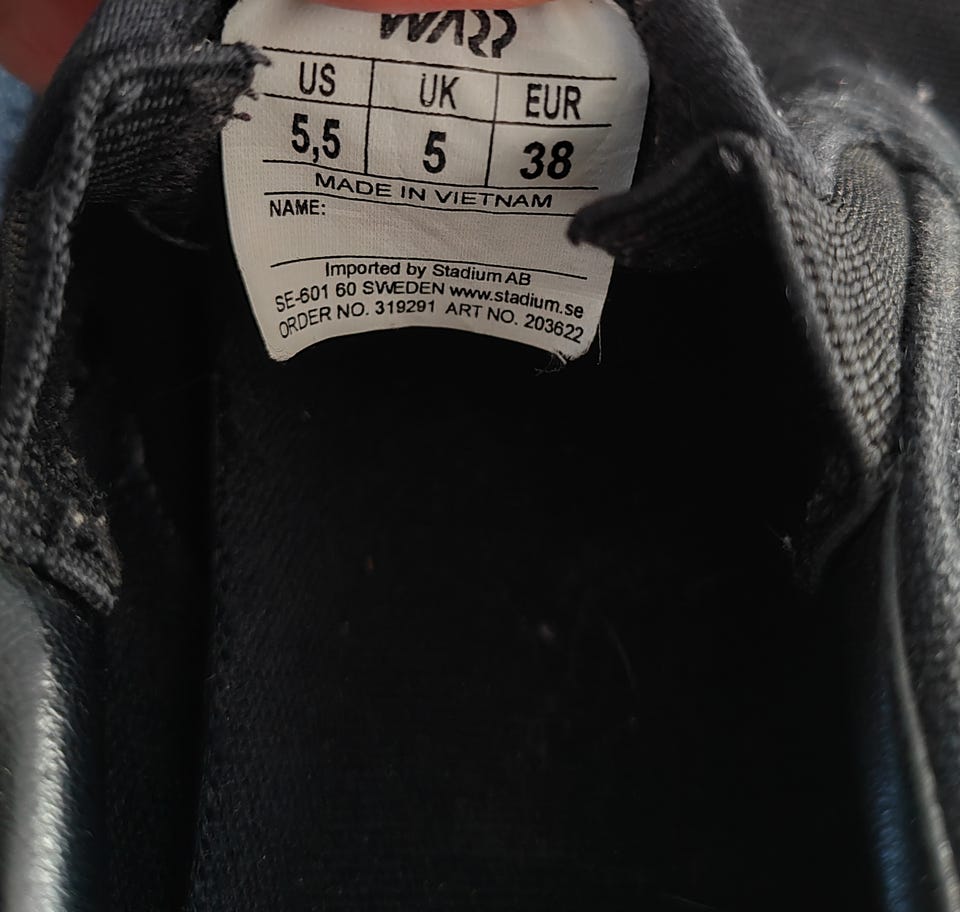 WARP
US UK EUR
5,5 5 38
MADE IN VIETNAM
NAME:
Imported by Stadium AB
SE-601 60 SWEDEN www.stadium.se
ORDER NO. 319291 ART NO. 203622